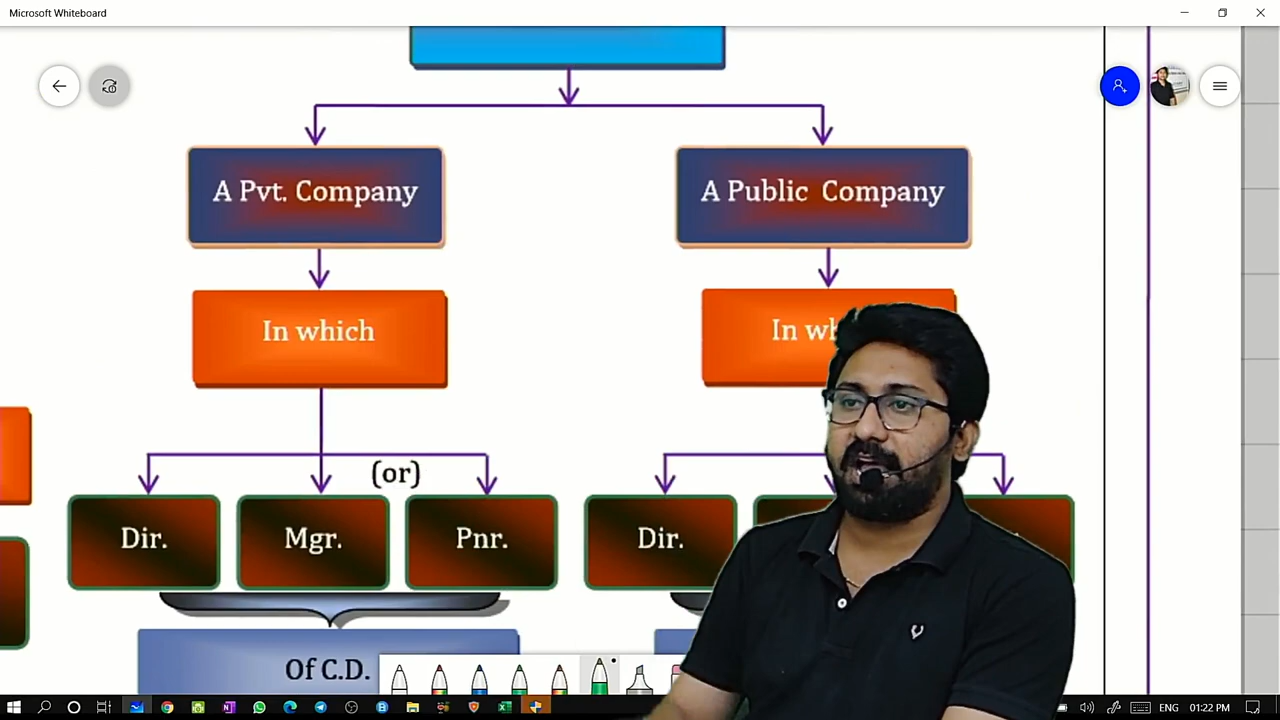 Microsoft Whiteboard
A Pvt. Company
A Public Company
In which
In
(or)
Dir.
Mgr.
Pnr.
Dir.
Of C.D.
ENG
01:22 PM